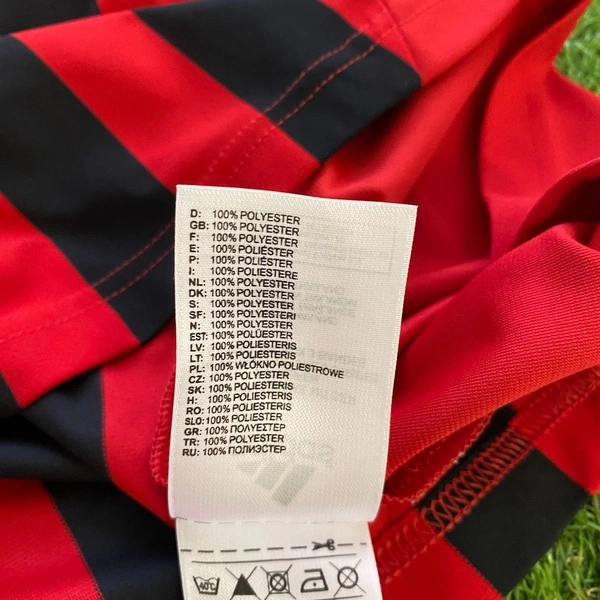 D: 100% POLYESTER
GB: 100% POLYESTER
F: 100% POLYESTER
E: 100% POLIÉSTER
P: 100% POLIÉSTER
I: 100% POLIESTERE
NL: 100% POLYESTER
DK: 100% POLYESTER
S: 100% POLYESTER
SF: 100% POLYESTERI
N: 100% POLYESTER
EST: 100% POLÜESTER
LV: 100% POLIESTERIS
LT: 100% POLIESTERIS
PL: 100% WŁÓKNO POLIESTROWE
CZ: 100% POLYESTER
SK: 100% POLIESTERIS
H: 100% POLIESTERIS
RO: 100% POLIESTERIS
SLO: 100% POLIESTER
GR: 100% ΠΟΛΥΕΣΤΕΡ
TR: 100% POLYESTER
RU: 100% ПОЛИЭСТЕР
40°C